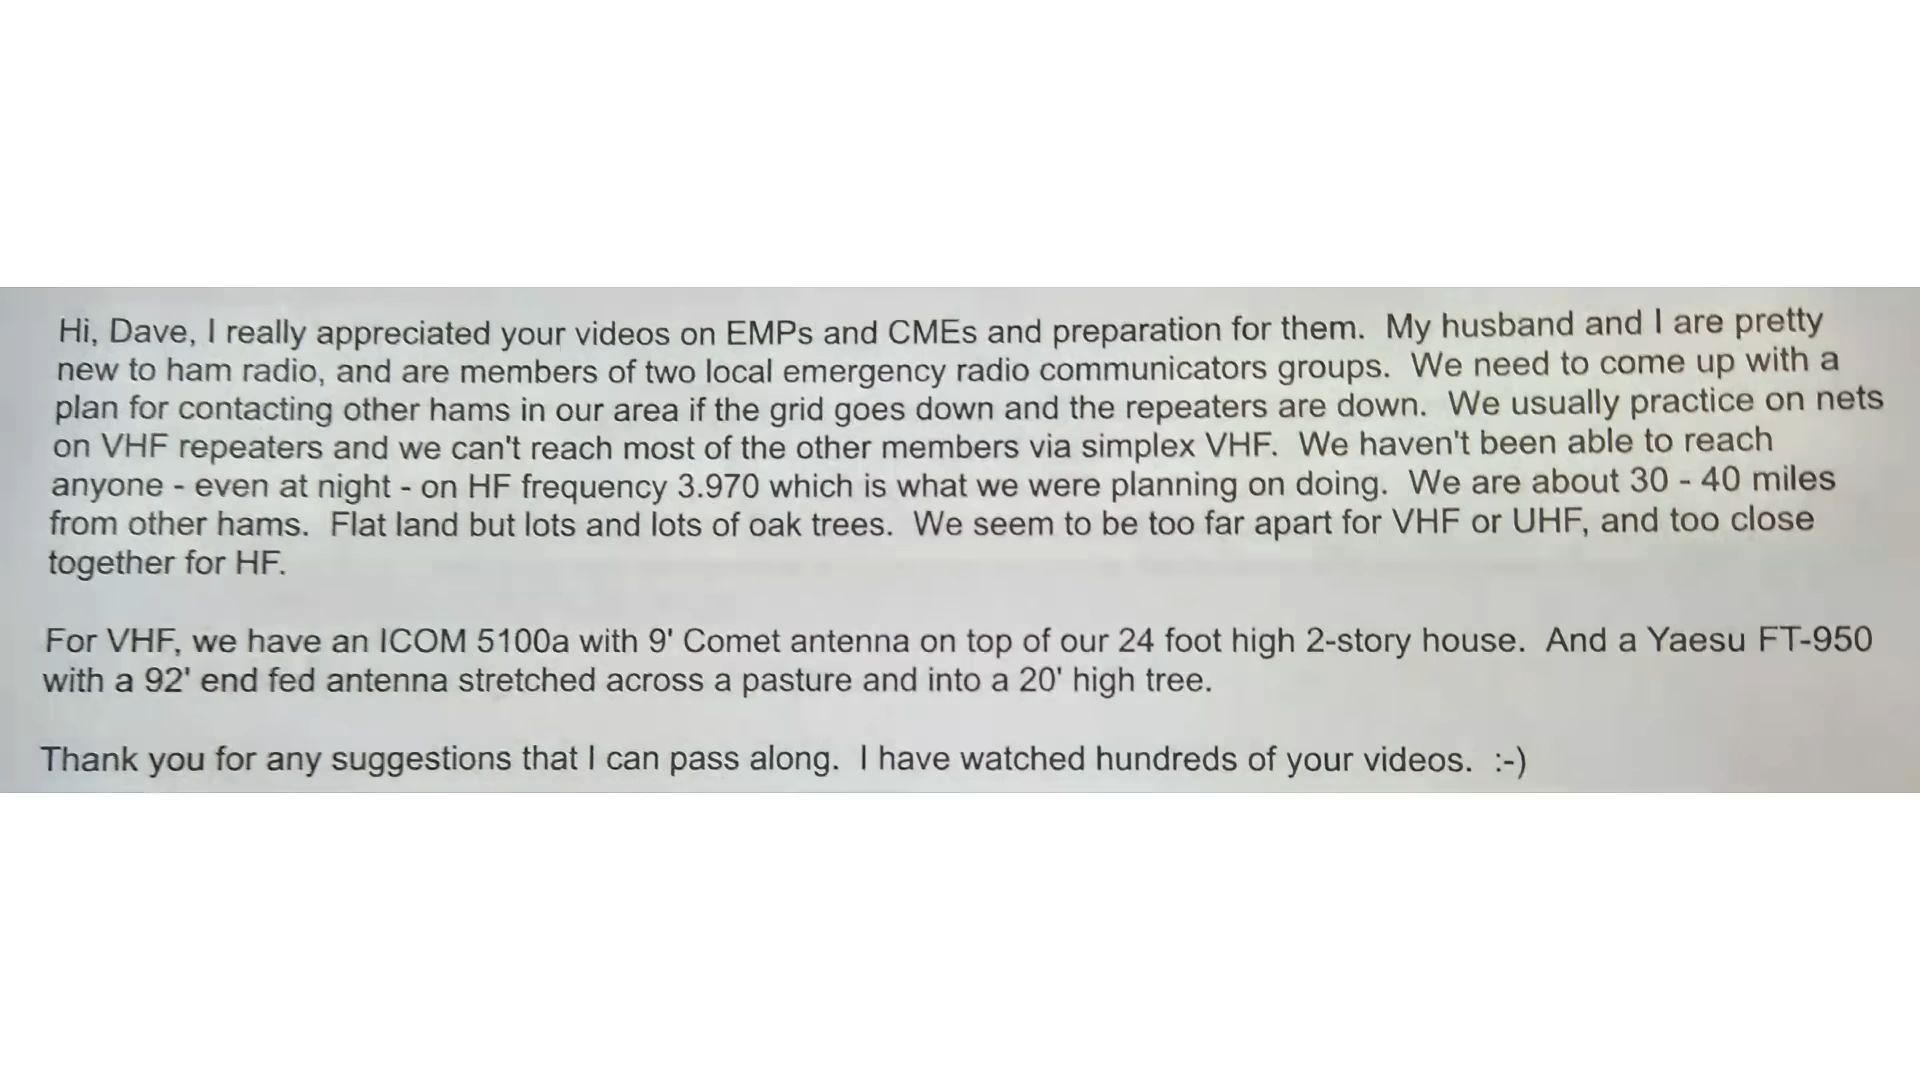 Hi, Dave, I really appreciated your videos on EMPs and CMEs and preparation for them.  My husband and I are pretty
new to ham radio, and are members of two local emergency radio communicators groups.  We need to come up with a
plan for contacting other hams in our area if the grid goes down and the repeaters are down.  We usually practice on nets
on VHF repeaters and we can't reach most of the other members via simplex VHF.  We haven't been able to reach
anyone - even at night - on HF frequency 3.970 which is what we were planning on doing.  We are about 30 - 40 miles
from other hams.  Flat land but lots and lots of oak trees.  We seem to be too far apart for VHF or UHF, and too close
together for HF.
For VHF, we have an ICOM 5100a with 9' Comet antenna on top of our 24 foot high 2-story house.  And a Yaesu FT-950
with a 92' end fed antenna stretched across a pasture and into a 20' high tree.
Thank you for any suggestions that I can pass along.  I have watched hundreds of your videos.  :-)